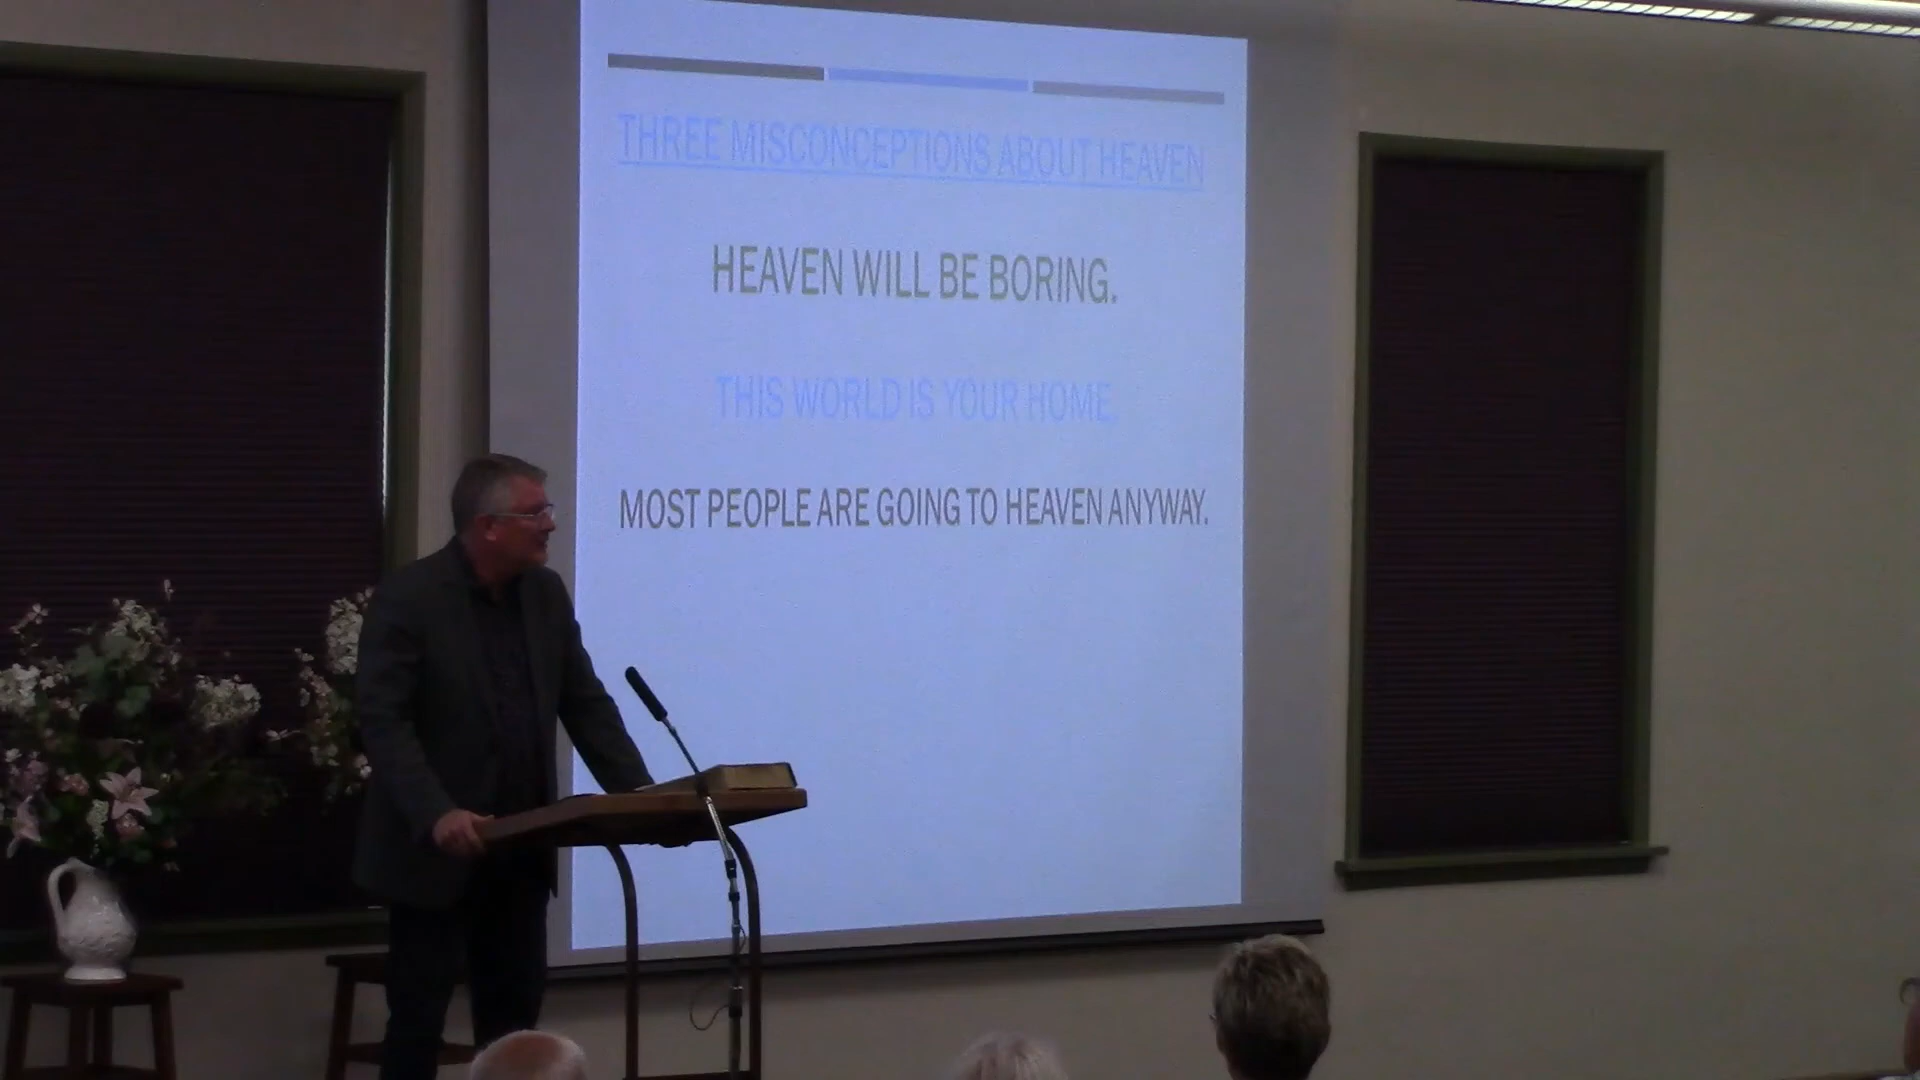 THREE MISCONCEPTIONS ABOUT HEAVEN
HEAVEN WILL BE BORING.
THIS WORLD IS YOUR HOME.
MOST PEOPLE ARE GOING TO HEAVEN ANYWAY.